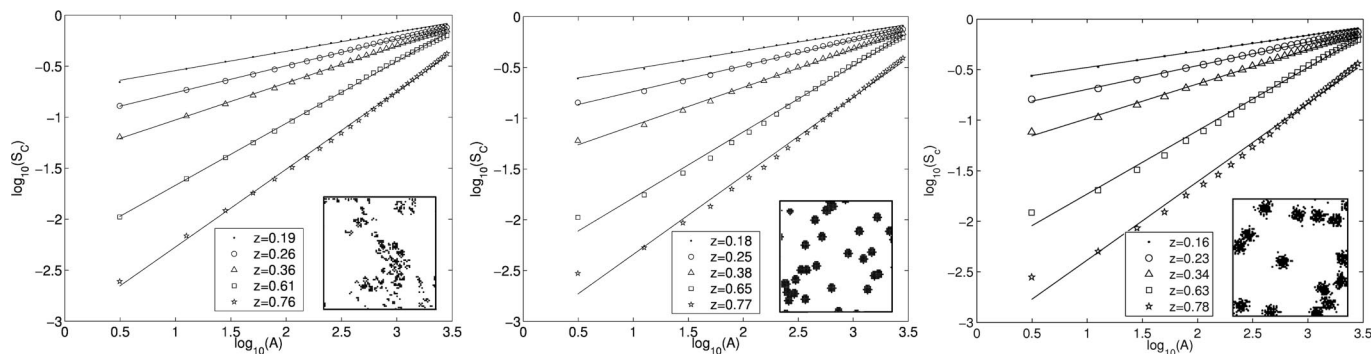 0
−0.5
−1
−1.5
−2
−2.5
−3
log10(SC)
z=0.19
z=0.26
z=0.36
z=0.61
z=0.76
0.5 1 1.5 2 2.5 3 3.5
log10(A)
0
−0.5
−1
−1.5
−2
−2.5
−3
log10(SC)
z=0.18
z=0.25
z=0.38
z=0.65
z=0.77
0 0.5 1 1.5 2 2.5 3 3.5
log10(A)
0
−0.5
−1
−1.5
−2
−2.5
−3
log10(Sc)
z=0.16
z=0.23
z=0.34
z=0.63
z=0.78
0 0.5 1 1.5 2 2.5 3 3.5
log10(A)